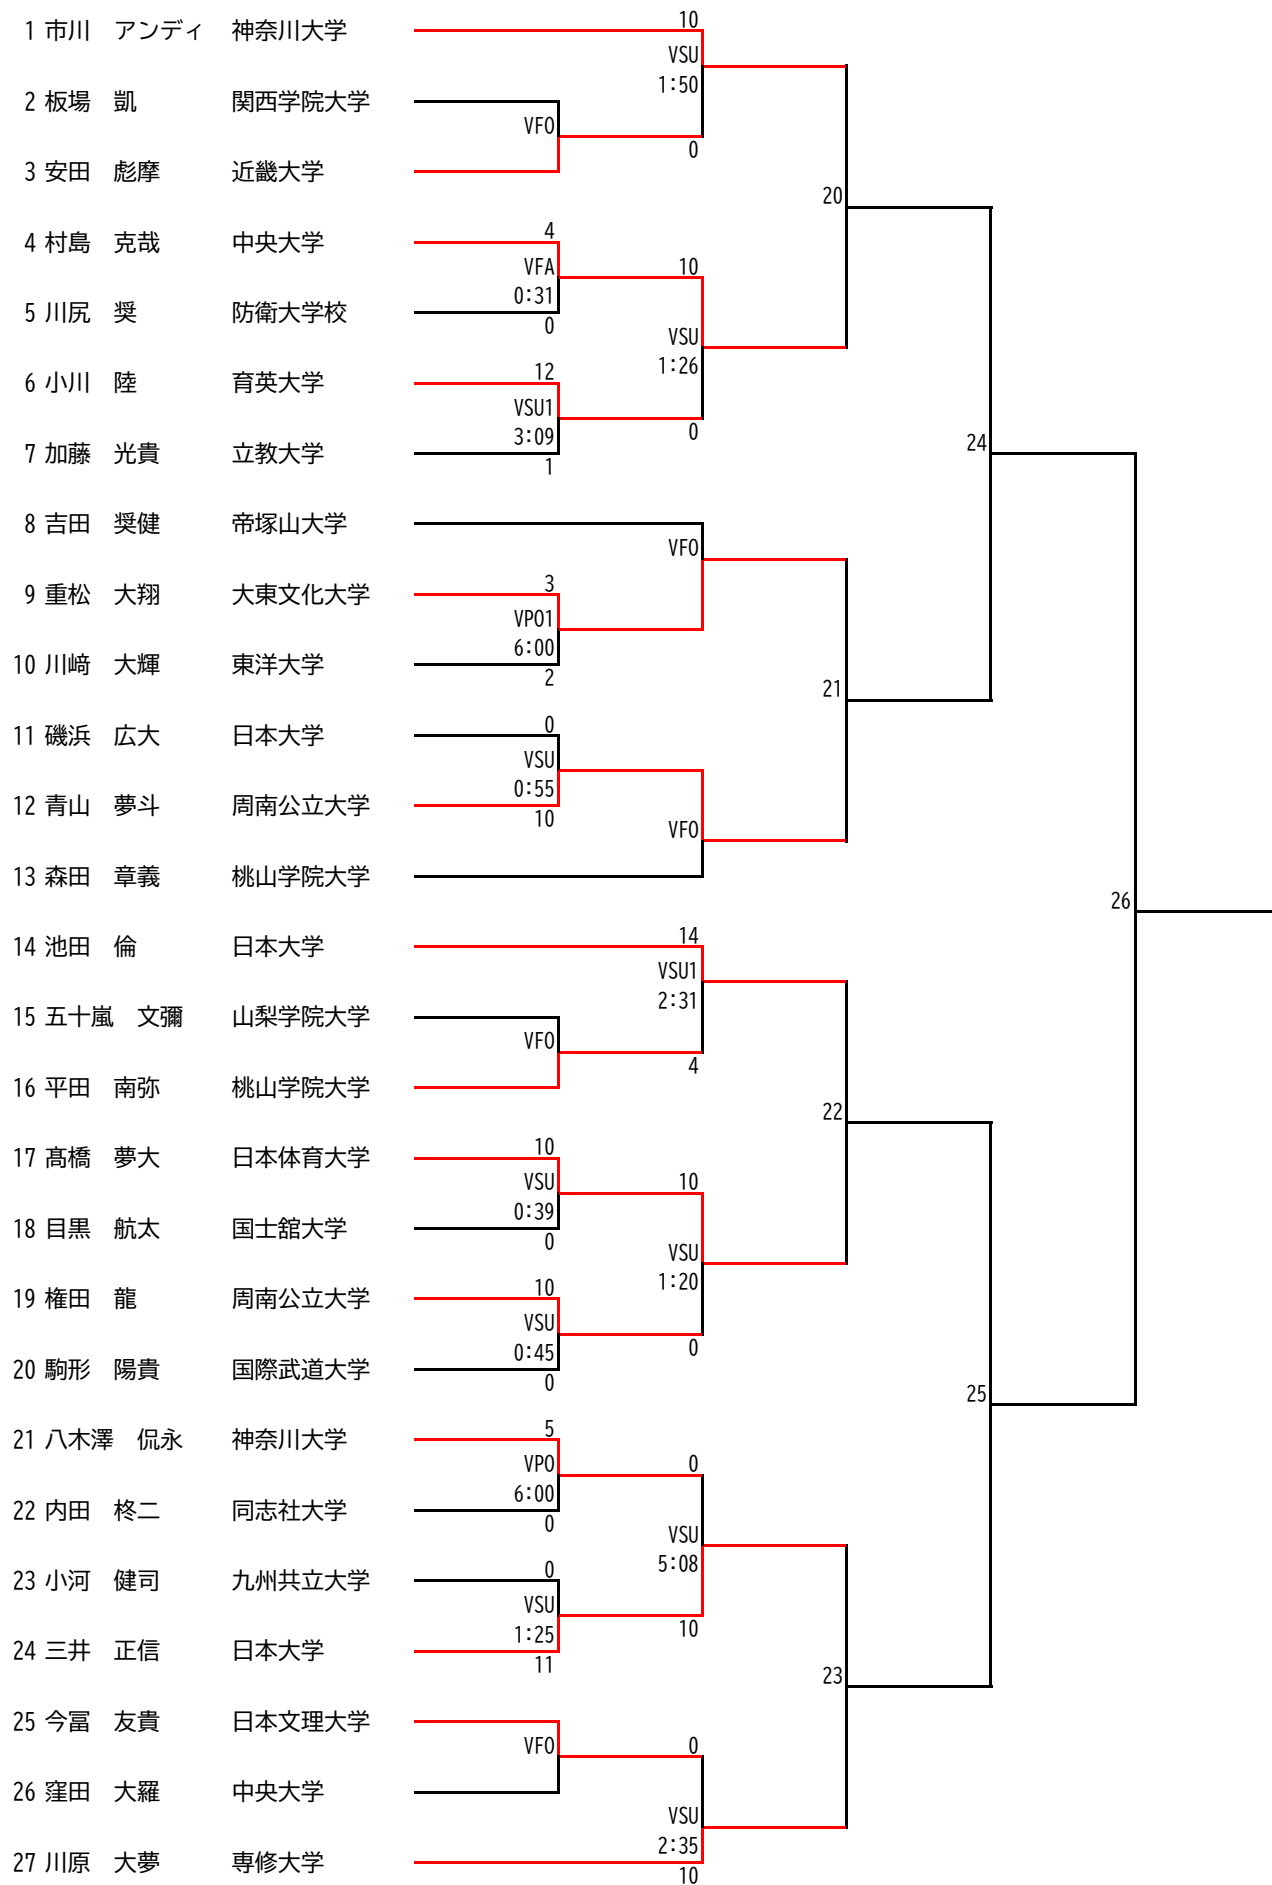 10
1 市川　アンディ　神奈川大学
VSU
1:50
2 板場　凱　関西学院大学
VFO
0
3 安田　彪摩　近畿大学
20
4
4 村島　克哉　中央大学
VFA
10
0:31
5 川尻　奨　防衛大学校
0
VSU
1:26
12
6 小川　陸　育英大学
VSU1
0
3:09
24
7 加藤　光貴　立教大学
1
8 吉田　奨健　帝塚山大学
VFO
3
9 重松　大翔　大東文化大学
VPO1
6:00
10 川﨑　大輝　東洋大学
2
21
0
11 磯浜　広大　日本大学
VSU
0:55
12 青山　夢斗　周南公立大学
10
VFO
13 森田　章義　桃山学院大学
26
14
14 池田　倫　日本大学
VSU1
2:31
15 五十嵐　文彌　山梨学院大学
VFO
4
16 平田　南弥　桃山学院大学
22
10
17 髙橋　夢大　日本体育大学
VSU
10
0:39
18 目黒　航太　国士舘大学
0
VSU
1:20
10
19 権田　龍　周南公立大学
VSU
0
0:45
20 駒形　陽貴　国際武道大学
0
25
5
21 八木澤　侃永　神奈川大学
VPO
0
6:00
22 内田　柊二　同志社大学
0
VSU
5:08
0
23 小河　健司　九州共立大学
VSU
10
1:25
24 三井　正信　日本大学
11
23
25 今冨　友貴　日本文理大学
VFO
0
26 窪田　大羅　中央大学
VSU
2:35
27 川原　大夢　専修大学
10